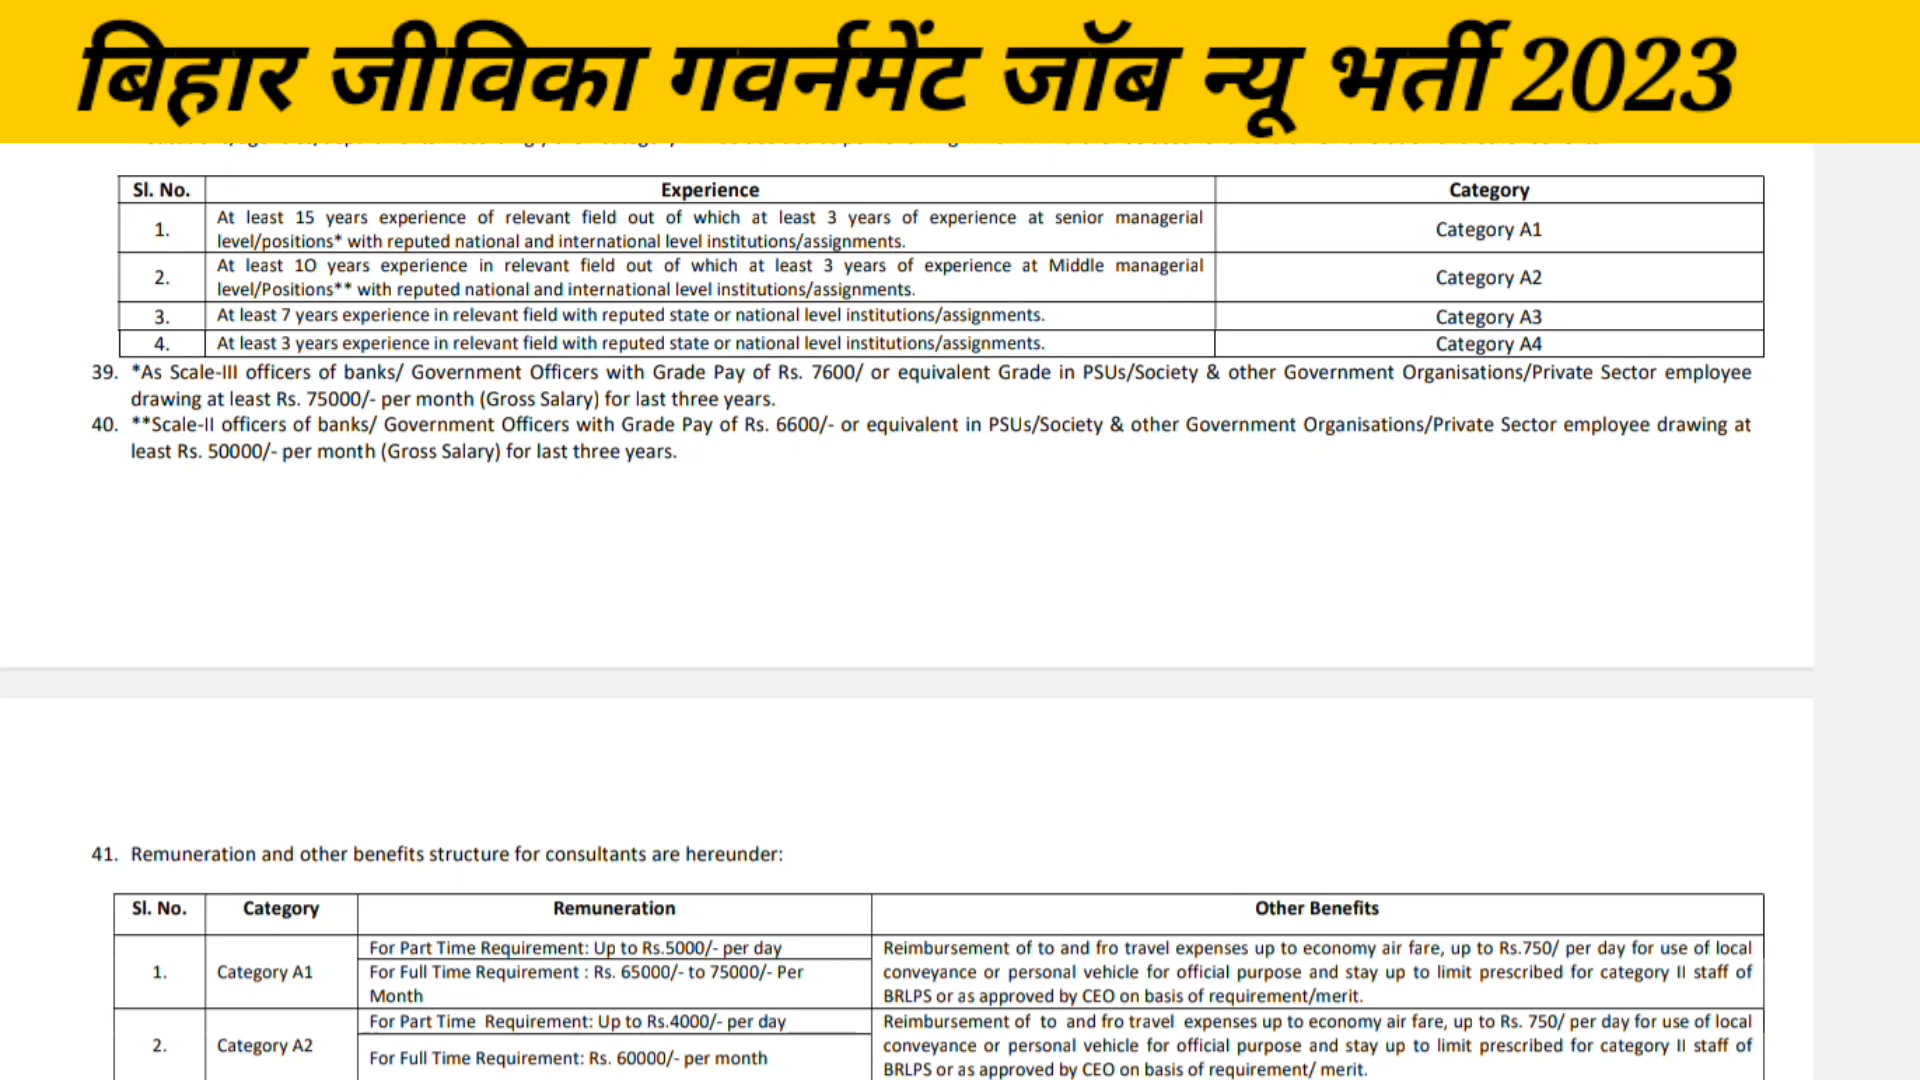 बिहार जीविका गवर्नमेंट जॉब न्यू भर्ती 2023
Sl. No. Experience Category
1. At least 15 years experience of relevant field out of which at least 3 years of experience at senior managerial
level/positions* with reputed national and international level institutions/assignments. Category A1
2. At least 10 years experience in relevant field out of which at least 3 years of experience at Middle managerial
level/Positions** with reputed national and international level institutions/assignments. Category A2
3. At least 7 years experience in relevant field with reputed state or national level institutions/assignments. Category A3
4. At least 3 years experience in relevant field with reputed state or national level institutions/assignments. Category A4
39. *As Scale-III officers of banks/ Government Officers with Grade Pay of Rs. 7600/ or equivalent Grade in PSUs/Society & other Government Organisations/Private Sector employee
drawing at least Rs. 75000/- per month (Gross Salary) for last three years.
40. **Scale-II officers of banks/ Government Officers with Grade Pay of Rs. 6600/- or equivalent in PSUs/Society & other Government Organisations/Private Sector employee drawing at
least Rs. 50000/- per month (Gross Salary) for last three years.
41. Remuneration and other benefits structure for consultants are hereunder:
Sl. No. Category Remuneration Other Benefits
1. Category A1
For Part Time Requirement: Up to Rs.5000/- per day
For Full Time Requirement : Rs. 65000/- to 75000/- Per
Month
Reimbursement of to and fro travel expenses up to economy air fare, up to Rs.750/ per day for use of local
conveyance or personal vehicle for official purpose and stay up to limit prescribed for category II staff of
BRLPS or as approved by CEO on basis of requirement/merit.
2. Category A2
For Part Time Requirement: Up to Rs.4000/- per day
For Full Time Requirement: Rs. 60000/- per month
Reimbursement of to and fro travel expenses up to economy air fare, up to Rs. 750/ per day for use of local
conveyance or personal vehicle for official purpose and stay up to limit prescribed for category II staff of
BRLPS or as approved by CEO on basis of requirement/ merit.